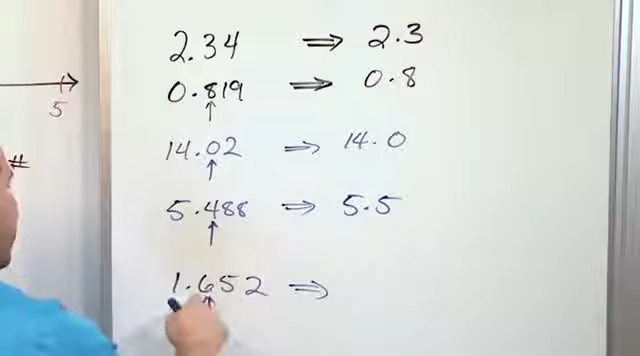 2.34 ⇒ 2.3
0.819 ⇒ 0.8
5
14.02 ⇒ 14.0
#
5.488 ⇒ 5.5
1.652 ⇒